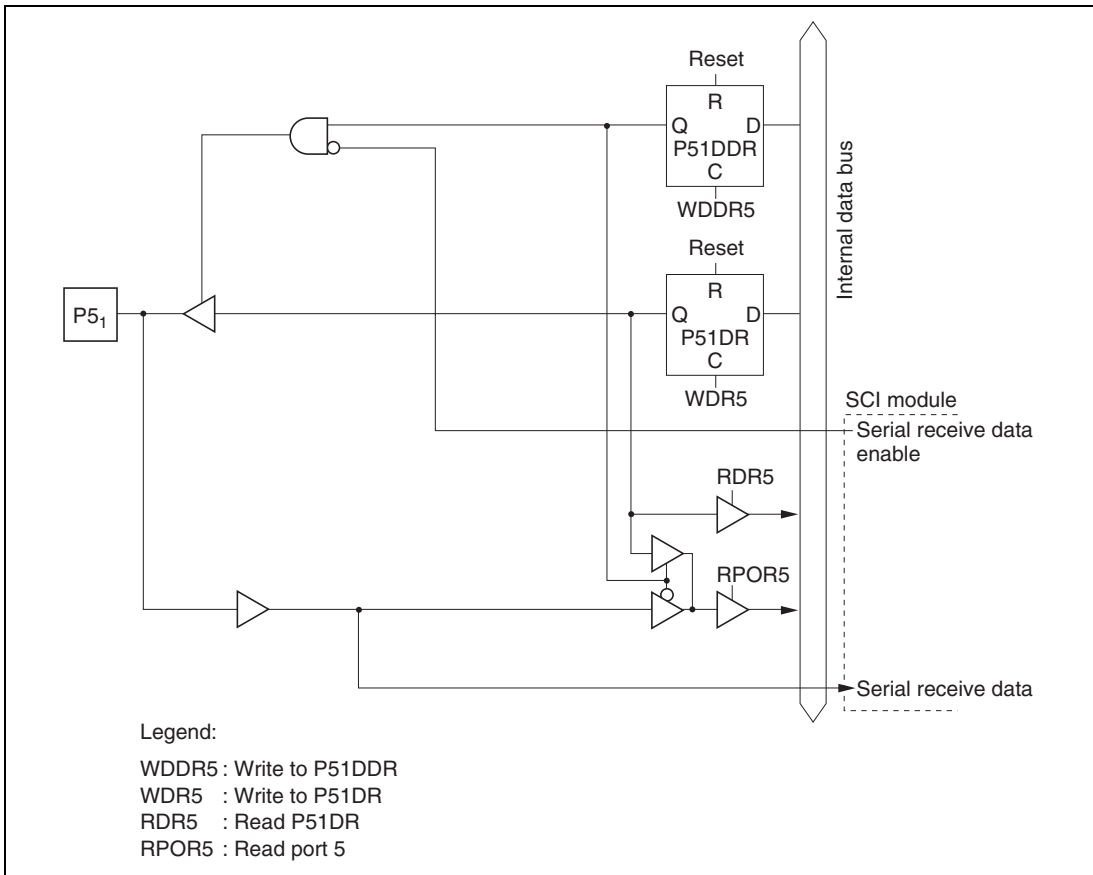 Reset
R
Q D
P51DDR
C
WDDR5
Internal data bus
Reset
R
P5₁
Q D
P51DR
C
WDR5
SCI module
Serial receive data
enable
RDR5
RPOR5
Serial receive data
Legend:
WDDR5 : Write to P51DDR
WDR5 : Write to P51DR
RDR5 : Read P51DR
RPOR5 : Read port 5